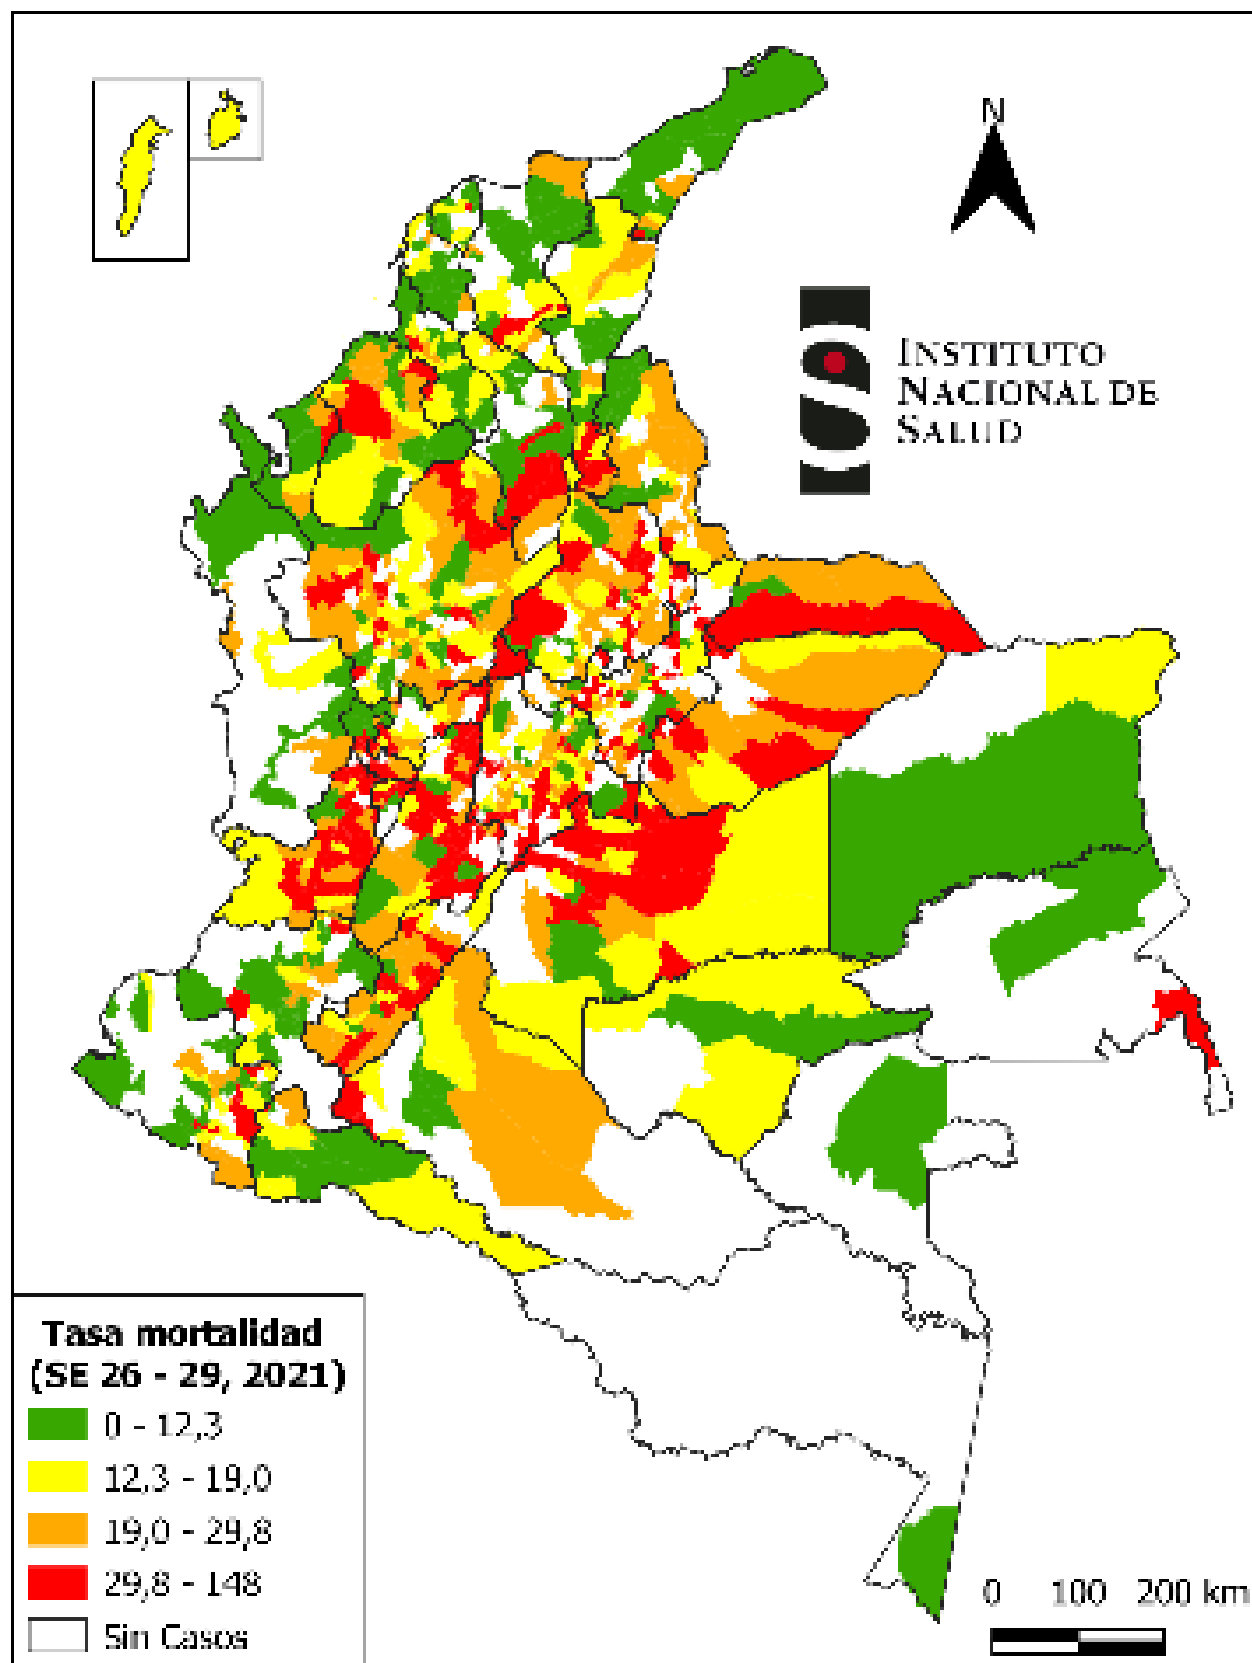 N
INSTITUTO
NACIONAL DE
SALUD
Tasa mortalidad
(SE 26 - 29, 2021)
0 - 12,3
12,3 - 19,0
19,0 - 29,8
29,8 - 148
Sin Casos
0 100 200 km